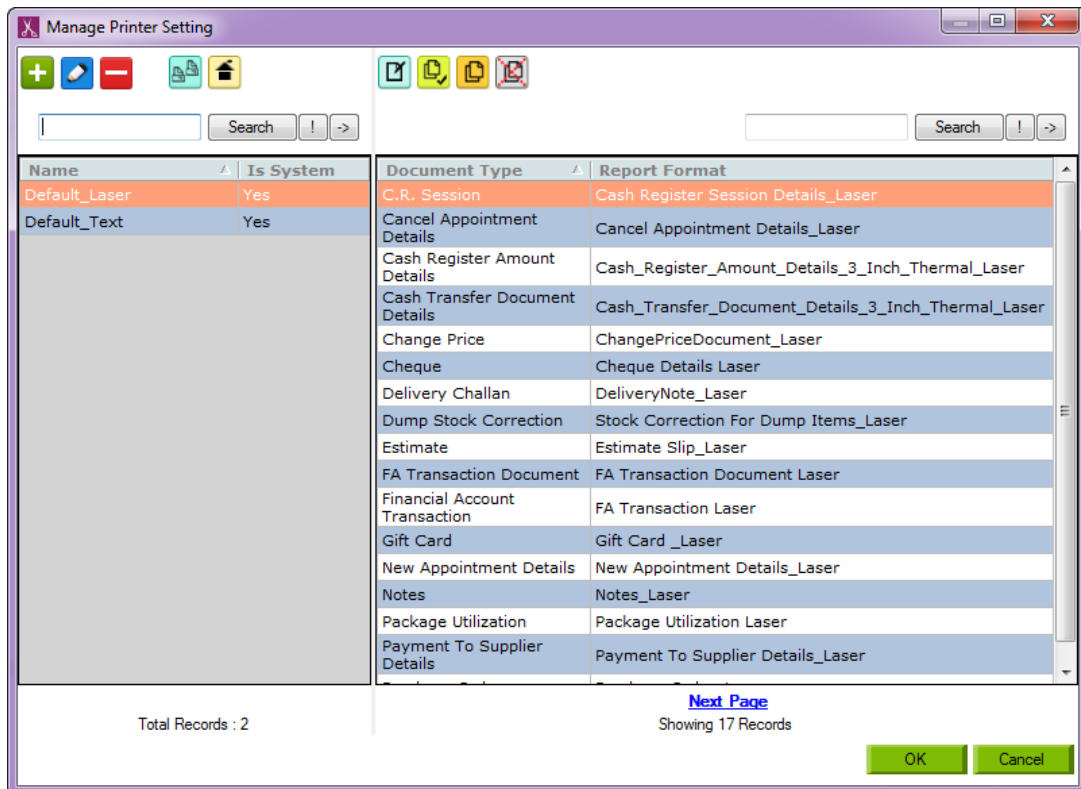 Manage Printer Setting
Search ! ->
Search ! ->
Name Is System
Default_Laser Yes
Default_Text Yes
Total Records : 2
Document Type Report Format
C.R. Session Cash Register Session Details_Laser
Cancel Appointment
Details Cancel Appointment Details_Laser
Cash Register Amount
Details Cash_Register_Amount_Details_3_Inch_Thermal_Laser
Cash Transfer Document
Details Cash_Transfer_Document_Details_3_Inch_Thermal_Laser
Change Price ChangePriceDocument_Laser
Cheque Cheque Details Laser
Delivery Challan DeliveryNote_Laser
Dump Stock Correction Stock Correction For Dump Items_Laser
Estimate Estimate Slip_Laser
FA Transaction Document FA Transaction Document Laser
Financial Account
Transaction FA Transaction Laser
Gift Card Gift Card _Laser
New Appointment Details New Appointment Details_Laser
Notes Notes_Laser
Package Utilization Package Utilization Laser
Payment To Supplier
Details Payment To Supplier Details_Laser
Next Page
Showing 17 Records
OK Cancel